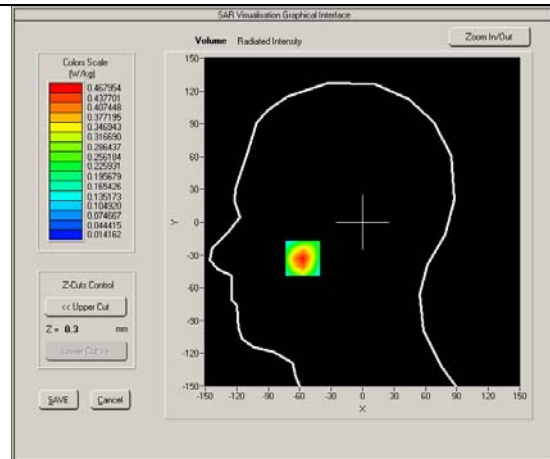 SAR Visualisation Graphical Interface
Volume Radiated Intensity
Zoom In/Out
Colors Scale
(W/kg)
0.467954
0.437701
0.407448
0.377195
0.346943
0.316690
0.286437
0.256184
0.225931
0.195679
0.165426
0.135173
0.104920
0.074667
0.044415
0.014162
Z-Cuts Control
<< Upper Cut
Z = 0.3 mm
Lower Cut >>
SAVE Cancel
150
120
90
60
30
0
-30
-60
-90
-120
-150
Y
-150 -120 -90 -60 -30 0 30 60 90 120 150
X